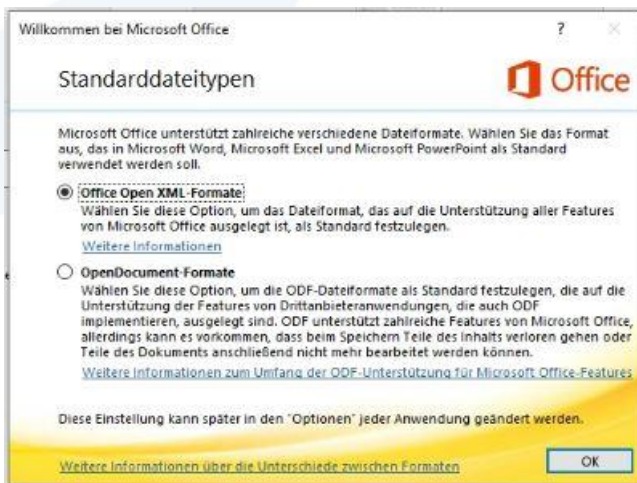 Willkommen bei Microsoft Office
?
Standarddateitypen
Office
Microsoft Office unterstützt zahlreiche verschiedene Dateiformate. Wählen Sie das Format
aus, das in Microsoft Word, Microsoft Excel und Microsoft PowerPoint als Standard
verwendet werden soll.
Office Open XML-Formate
Wählen Sie diese Option, um das Dateiformat, das auf die Unterstützung aller Features
von Microsoft Office ausgelegt ist, als Standard festzulegen.
Weitere Informationen
OpenDocument-Formate
Wählen Sie diese Option, um die ODF-Dateiformate als Standard festzulegen, die auf die
Unterstützung der Features von Drittanbieteranwendungen, die auch ODF
implementieren, ausgelegt sind. ODF unterstützt zahlreiche Features von Microsoft Office,
allerdings kann es vorkommen, dass beim Speichern Teile des Inhalts verloren gehen oder
Teile des Dokuments anschließend nicht mehr bearbeitet werden können.
Weitere Informationen zum Umfang der ODF-Unterstützung für Microsoft Office-Features
Diese Einstellung kann später in den "Optionen" jeder Anwendung geändert werden.
Weitere Informationen über die Unterschiede zwischen Formaten
OK